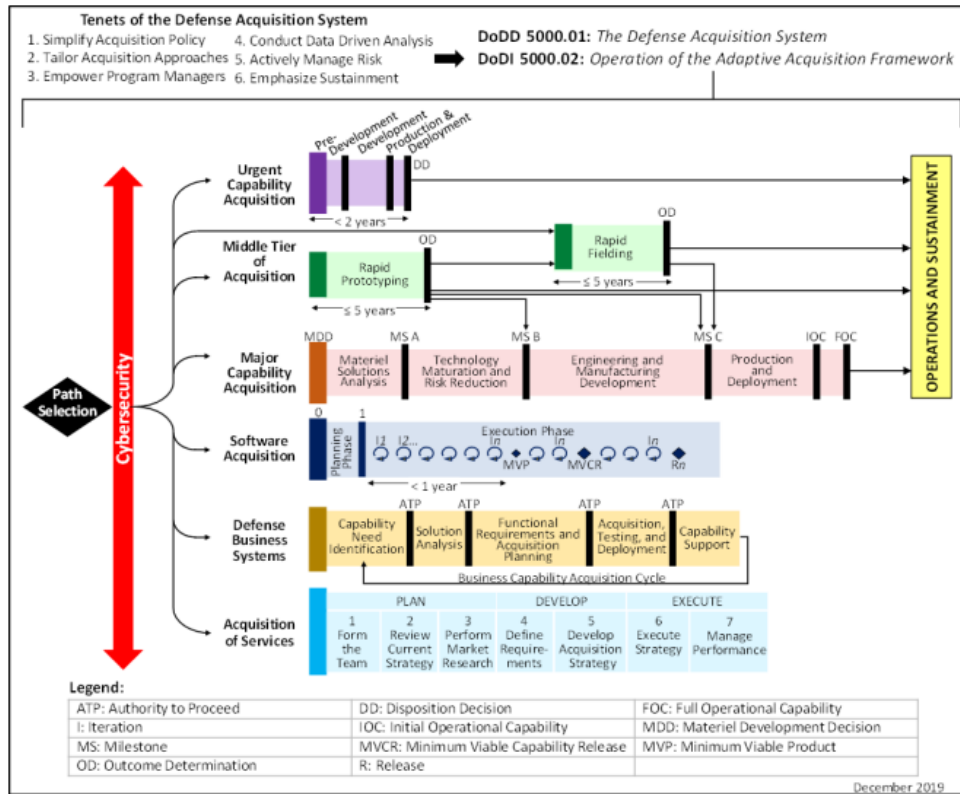 Tenets of the Defense Acquisition System
1. Simplify Acquisition Policy
2. Tailor Acquisition Approaches
3. Empower Program Managers
4. Conduct Data Driven Analysis
5. Actively Manage Risk
6. Emphasize Sustainment
DoDD 5000.01: The Defense Acquisition System
DoDI 5000.02: Operation of the Adaptive Acquisition Framework
Path
Selection
Cybersecurity
OPERATIONS AND SUSTAINMENT
Urgent
Capability
Acquisition
Pre-
Development
Development
Production &
Deployment
DD
< 2 years
Middle Tier
of
Acquisition
Rapid
Prototyping
OD
≤ 5 years
Rapid
Fielding
OD
≤ 5 years
Major
Capability
Acquisition
MDD
Materiel
Solutions
Analysis
MS A
Technology
Maturation and
Risk Reduction
MS B
Engineering and
Manufacturing
Development
MS C
Production
and
Deployment
IOC
FOC
Software
Acquisition
0
Planning
Phase
1
Execution Phase
I1
I2...
In
MVP
In
MVCR
In
Rn
< 1 year
Defense
Business
Systems
Capability
Need
Identification
ATP
Solution
Analysis
ATP
Functional
Requirements and
Acquisition
Planning
ATP
Acquisition,
Testing, and
Deployment
ATP
Capability
Support
Business Capability Acquisition Cycle
Acquisition
of Services
PLAN
DEVELOP
EXECUTE
1
Form
the
Team
2
Review
Current
Strategy
3
Perform
Market
Research
4
Define
Require-
ments
5
Develop
Acquisition
Strategy
6
Execute
Strategy
7
Manage
Performance
Legend:
ATP: Authority to Proceed
DD: Disposition Decision
FOC: Full Operational Capability
I: Iteration
IOC: Initial Operational Capability
MDD: Materiel Development Decision
MS: Milestone
MVCR: Minimum Viable Capability Release
MVP: Minimum Viable Product
OD: Outcome Determination
R: Release
December 2019